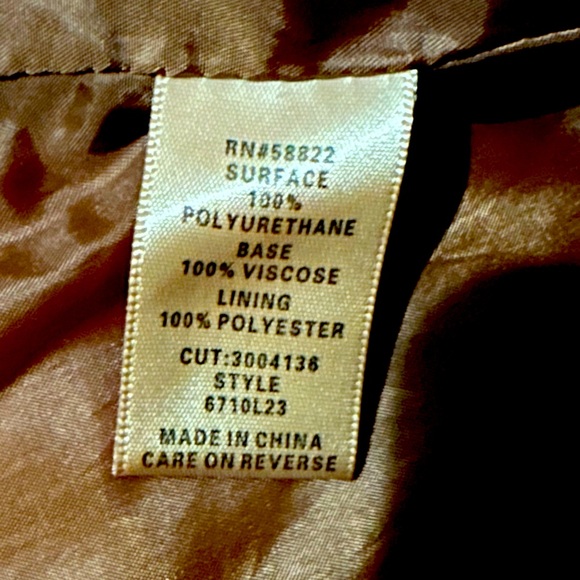 RN#58822
SURFACE
100%
POLYURETHANE
BASE
100% VISCOSE
LINING
100% POLYESTER
CUT:3004136
STYLE
6710L23
MADE IN CHINA
CARE ON REVERSE